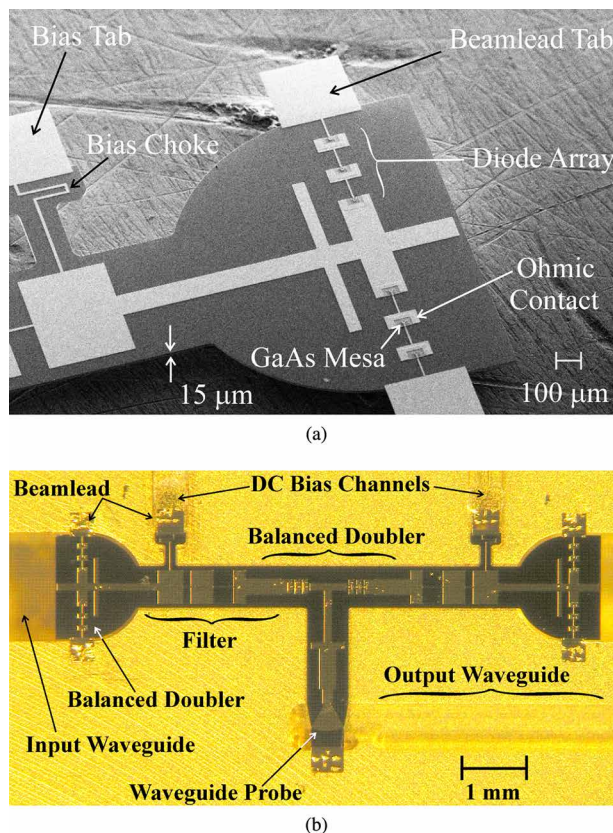 Bias Tab
Beamlead Tab
Bias Choke
Diode Array
Ohmic
Contact
GaAs Mesa
15 μm
100 μm
(a)
Beamlead
DC Bias Channels
Balanced Doubler
Filter
Balanced Doubler
Output Waveguide
Input Waveguide
Waveguide Probe
1 mm
(b)